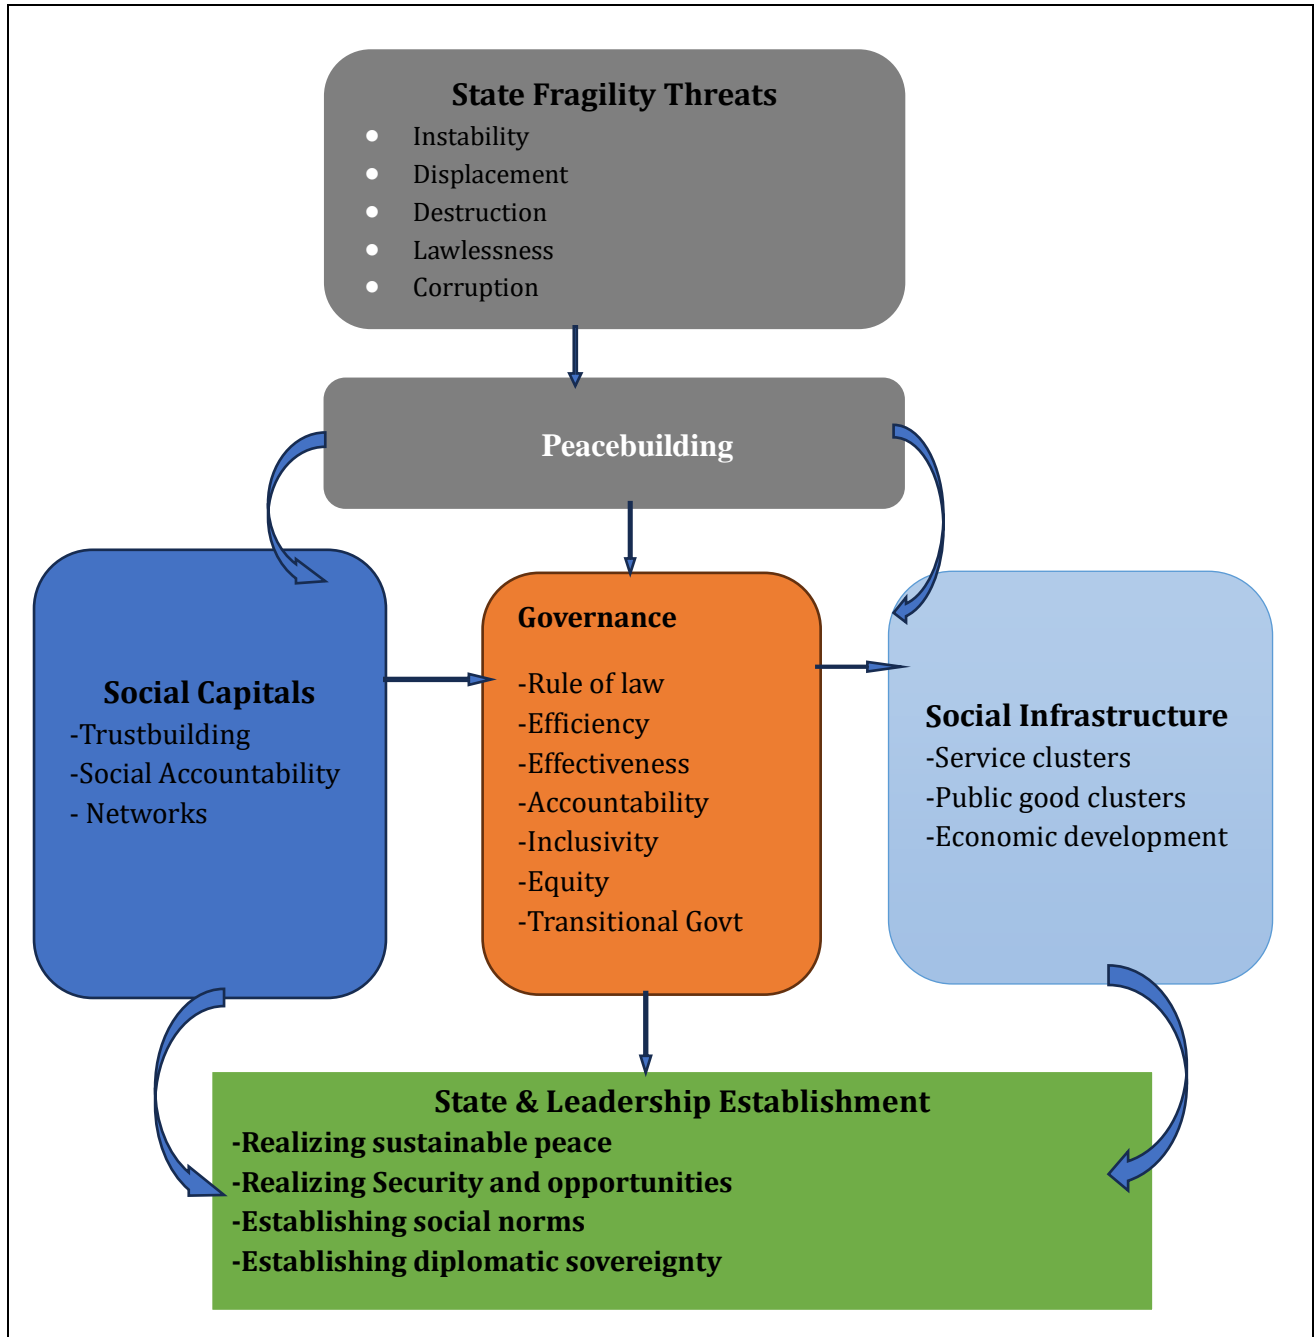 State Fragility Threats
Instability
Displacement
Destruction
Lawlessness
Corruption
Peacebuilding
Social Capitals
-Trustbuilding
-Social Accountability
- Networks
Governance
-Rule of law
-Efficiency
-Effectiveness
-Accountability
-Inclusivity
-Equity
-Transitional Govt
Social Infrastructure
-Service clusters
-Public good clusters
-Economic development
State & Leadership Establishment
-Realizing sustainable peace
-Realizing Security and opportunities
-Establishing social norms
-Establishing diplomatic sovereignty